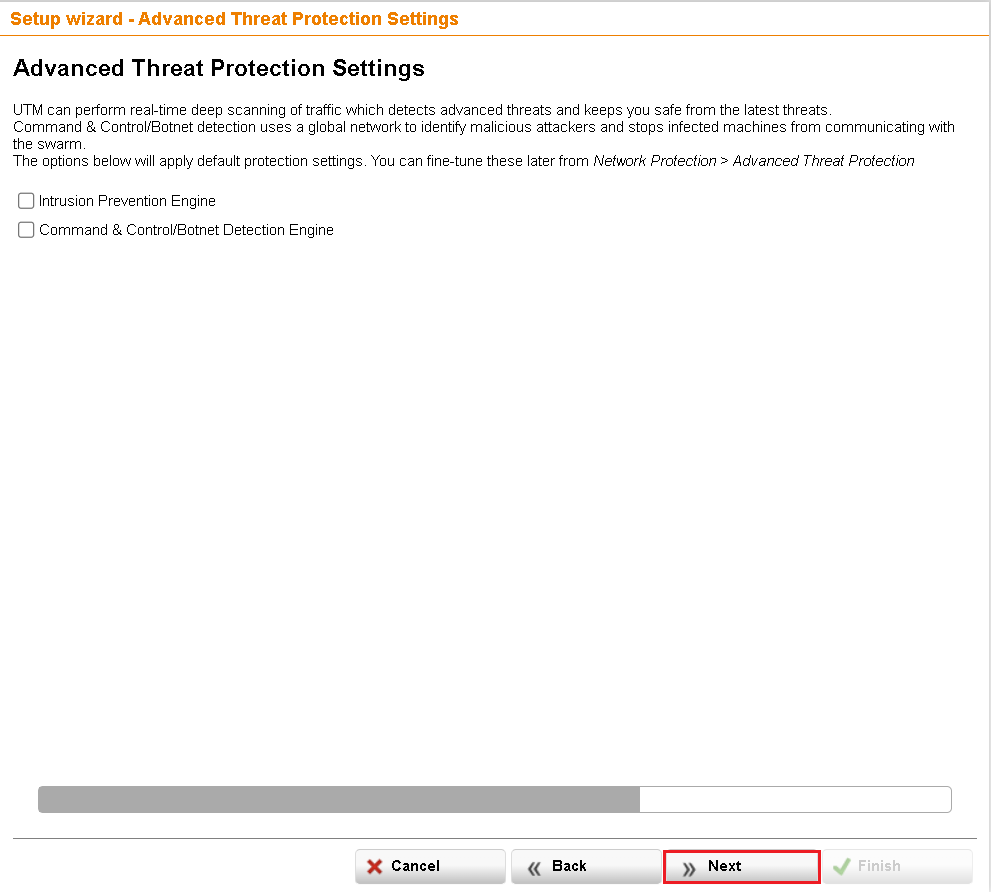 Setup wizard - Advanced Threat Protection Settings
Advanced Threat Protection Settings
UTM can perform real-time deep scanning of traffic which detects advanced threats and keeps you safe from the latest threats.
Command & Control/Botnet detection uses a global network to identify malicious attackers and stops infected machines from communicating with
the swarm.
The options below will apply default protection settings. You can fine-tune these later from Network Protection > Advanced Threat Protection
Intrusion Prevention Engine
Command & Control/Botnet Detection Engine
Cancel
Back
Next
Finish